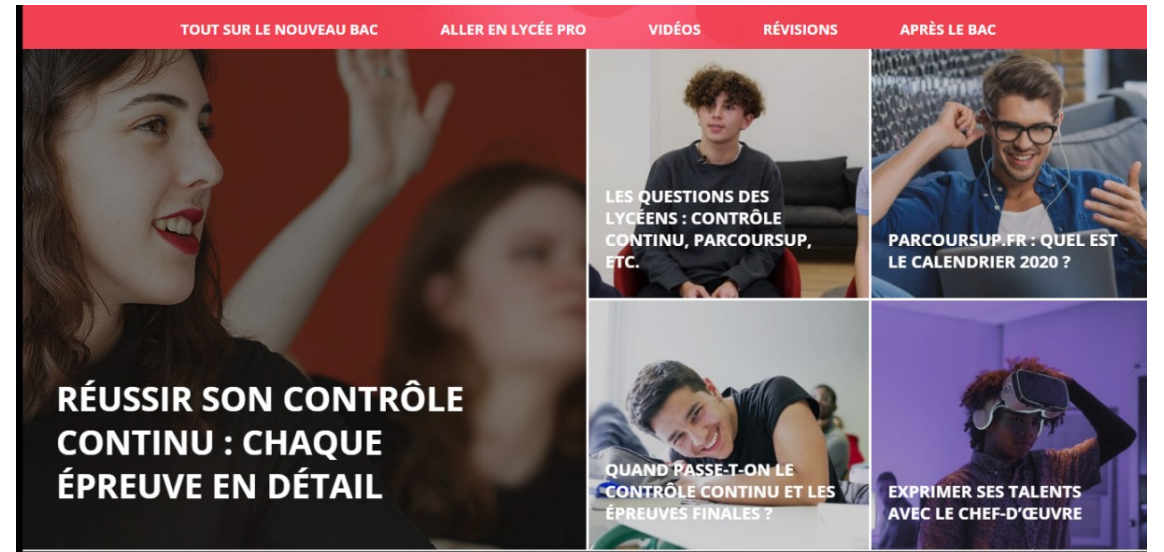 TOUT SUR LE NOUVEAU BAC ALLER EN LYCÉE PRO VIDÉOS RÉVISIONS APRÈS LE BAC
RÉUSSIR SON CONTRÔLE
CONTINU : CHAQUE
ÉPREUVE EN DÉTAIL
LES QUESTIONS DES
LYCÉENS : CONTRÔLE
CONTINU, PARCOURSUP,
ETC.
PARCOURSUP.FR : QUEL EST
LE CALENDRIER 2020 ?
QUAND PASSE-T-ON LE
CONTRÔLE CONTINU ET LES
ÉPREUVES FINALES ?
EXPRIMER SES TALENTS
AVEC LE CHEF-D'ŒUVRE